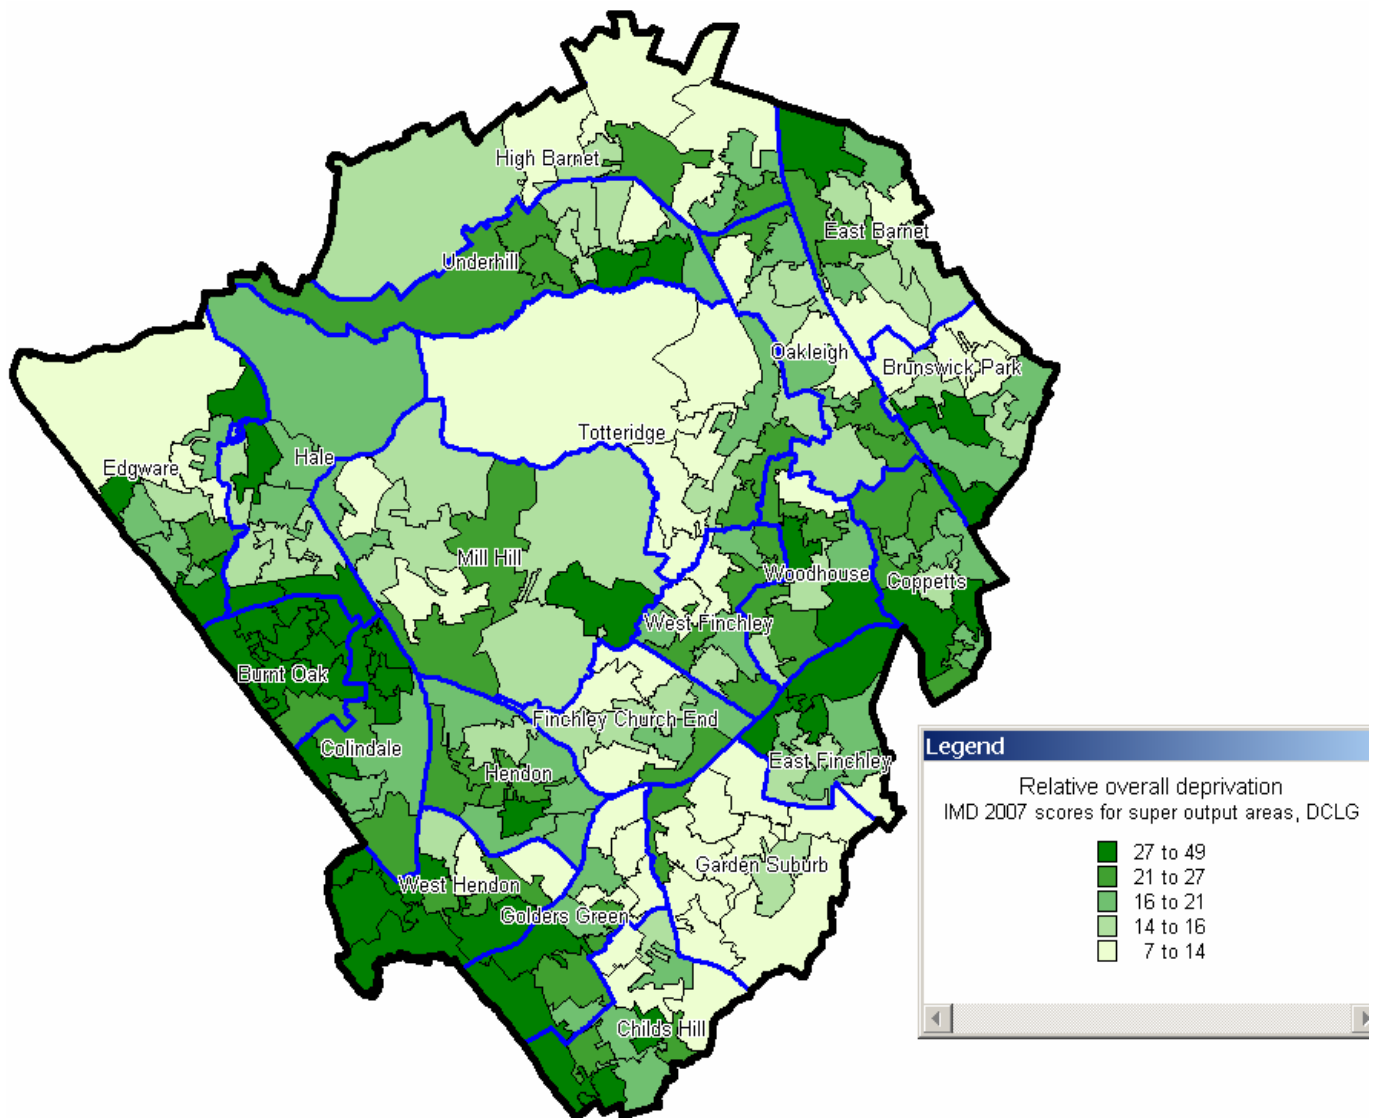 High Barnet
East Barnet
Underhill
Oakleigh
Brunswick Park
Totteridge
Hale
Edgware
Mill Hill
Woodhouse
Coppetts
West Finchley
Burnt Oak
Finchley Church End
Colindale
Hendon
East Finchley
Garden Suburb
West Hendon
Golders Green
Childs Hill
Legend
Relative overall deprivation
IMD 2007 scores for super output areas, DCLG
27 to 49
21 to 27
16 to 21
14 to 16
7 to 14